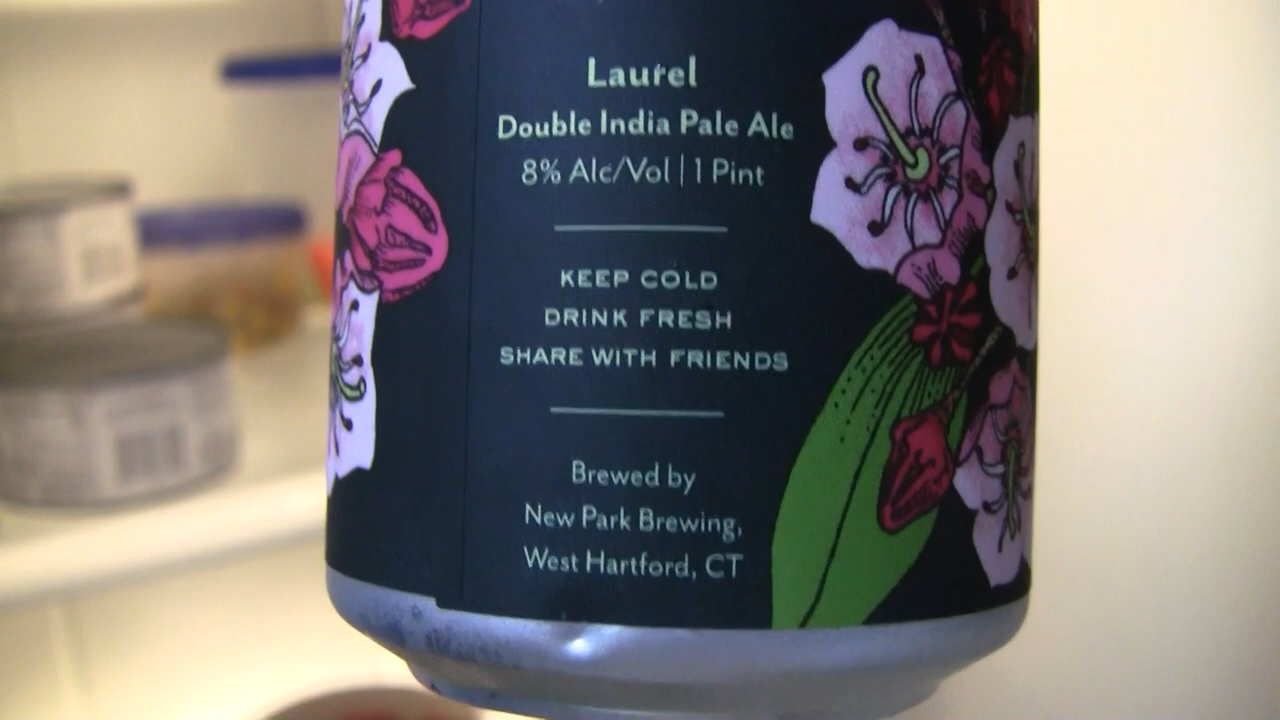 Laurel
Double India Pale Ale
8% Alc/Vol | 1 Pint
KEEP COLD
DRINK FRESH
SHARE WITH FRIENDS
Brewed by
New Park Brewing,
West Hartford, CT